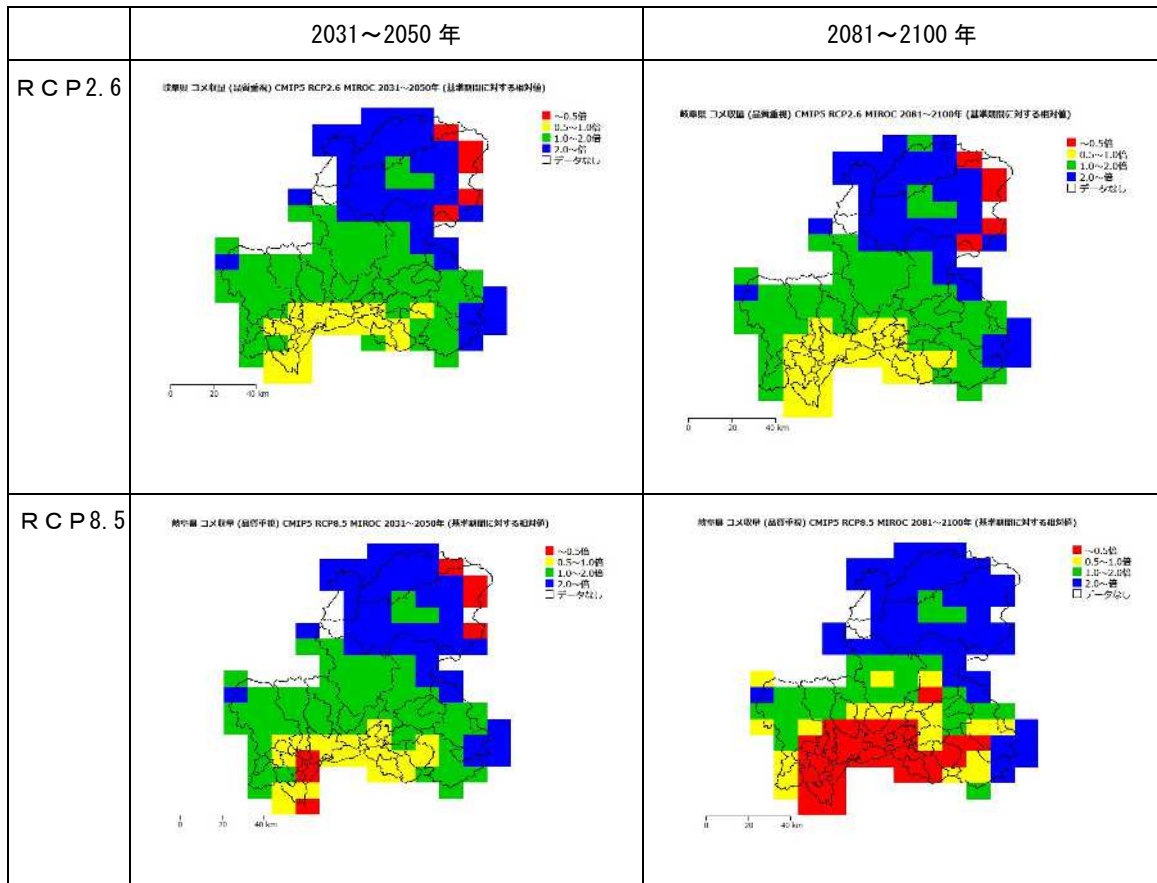 2031～2050 年
2081～2100 年
ＲＣＰ2.6
岐阜県 コメ収量 (品質重視) CMIP5 RCP2.6 MIROC 2031～2050年 (基準期間に対する相対値)
～0.5倍
0.5～1.0倍
1.0～2.0倍
2.0～倍
データなし
0 20 40 km
岐阜県 コメ収量 (品質重視) CMIP5 RCP2.6 MIROC 2081～2100年 (基準期間に対する相対値)
～0.5倍
0.5～1.0倍
1.0～2.0倍
2.0～倍
データなし
0 20 40 km
ＲＣＰ8.5
岐阜県 コメ収量 (品質重視) CMIP5 RCP8.5 MIROC 2031～2050年 (基準期間に対する相対値)
～0.5倍
0.5～1.0倍
1.0～2.0倍
2.0～倍
データなし
0 20 40 km
岐阜県 コメ収量 (品質重視) CMIP5 RCP8.5 MIROC 2081～2100年 (基準期間に対する相対値)
～0.5倍
0.5～1.0倍
1.0～2.0倍
2.0～倍
データなし
0 20 40 km